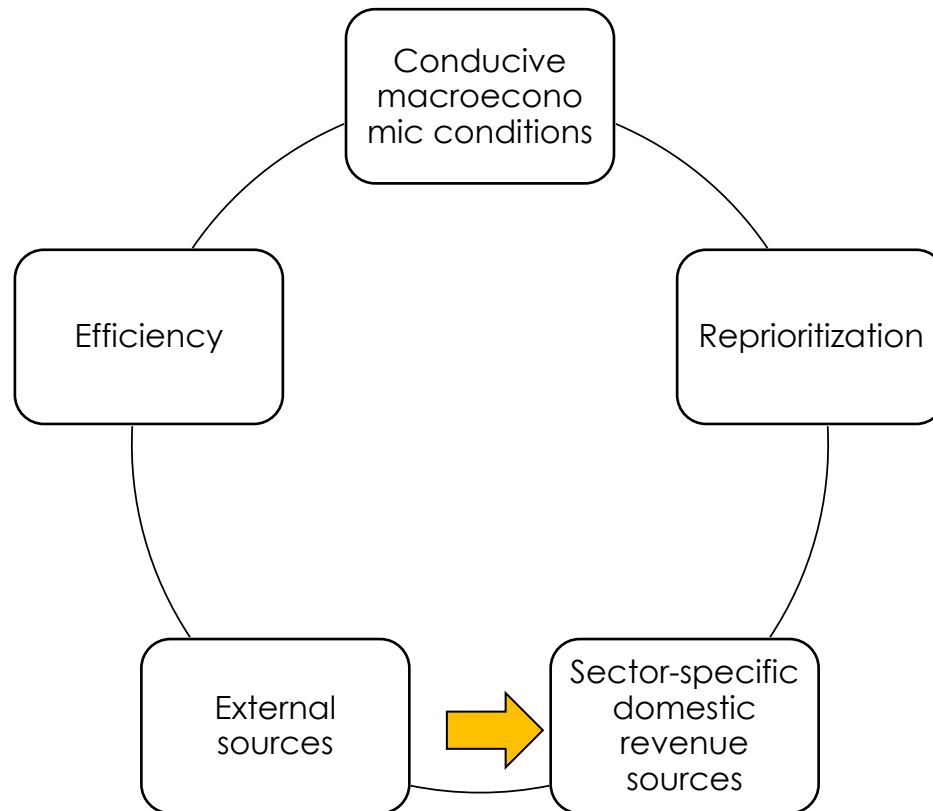 Conducive
macroecono
mic conditions
Efficiency
Reprioritization
External
sources
Sector-specific
domestic
revenue
sources